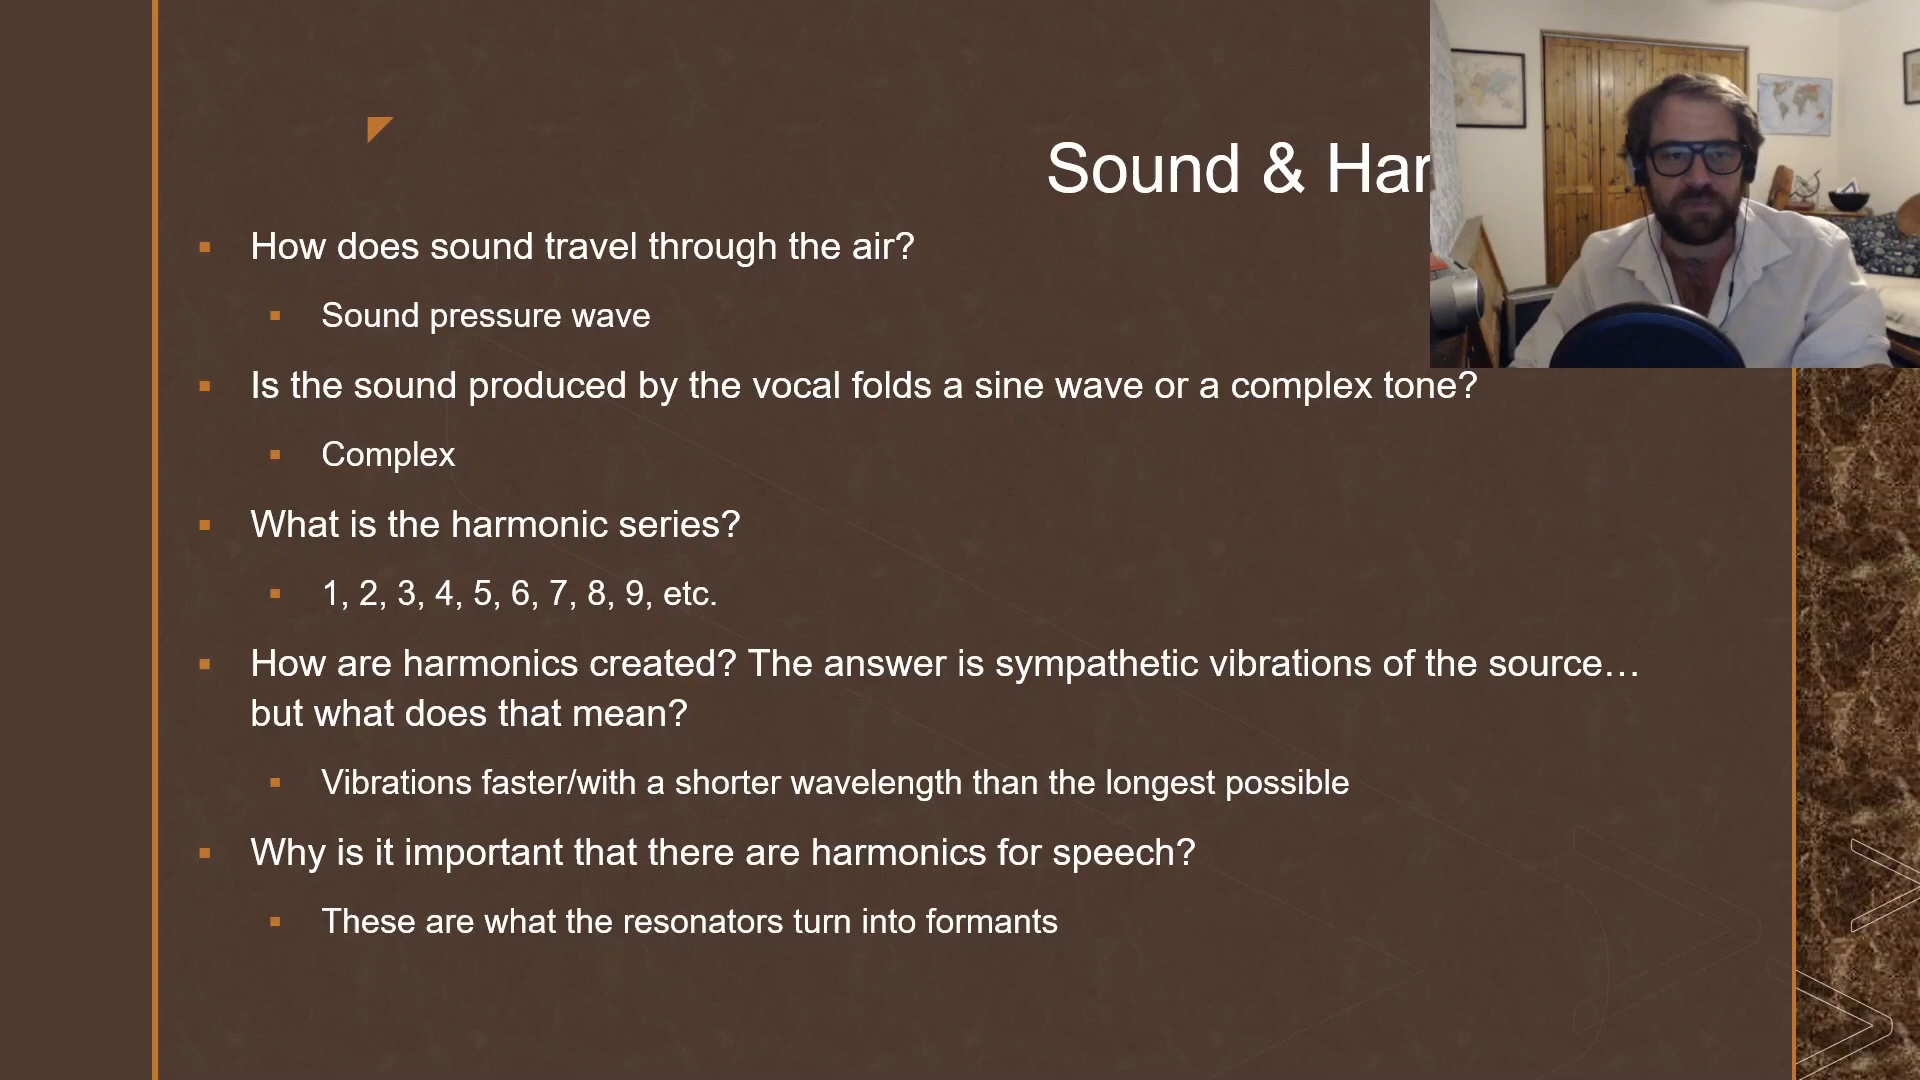 Sound & Har
How does sound travel through the air?
Sound pressure wave
Is the sound produced by the vocal folds a sine wave or a complex tone?
Complex
What is the harmonic series?
1, 2, 3, 4, 5, 6, 7, 8, 9, etc.
How are harmonics created? The answer is sympathetic vibrations of the source…
but what does that mean?
Vibrations faster/with a shorter wavelength than the longest possible
Why is it important that there are harmonics for speech?
These are what the resonators turn into formants